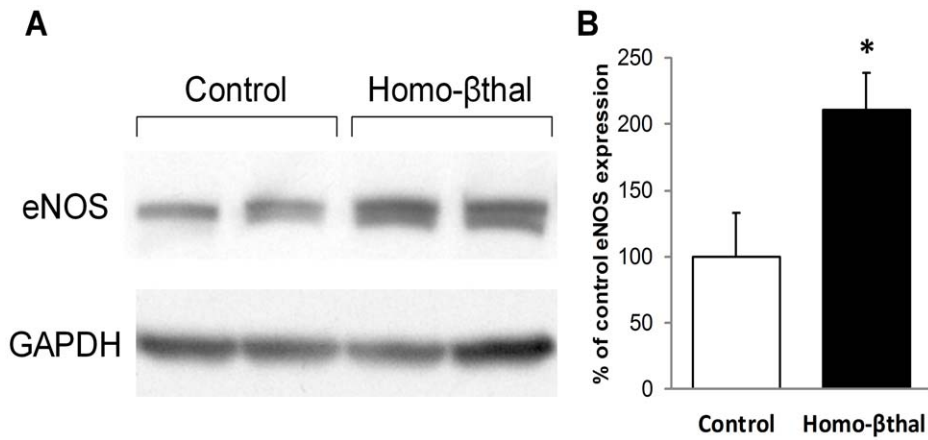 A
Control
Homo-βthal
eNOS
GAPDH
B
% of control eNOS expression
250
200
150
100
50
0
*
Control
Homo-βthal